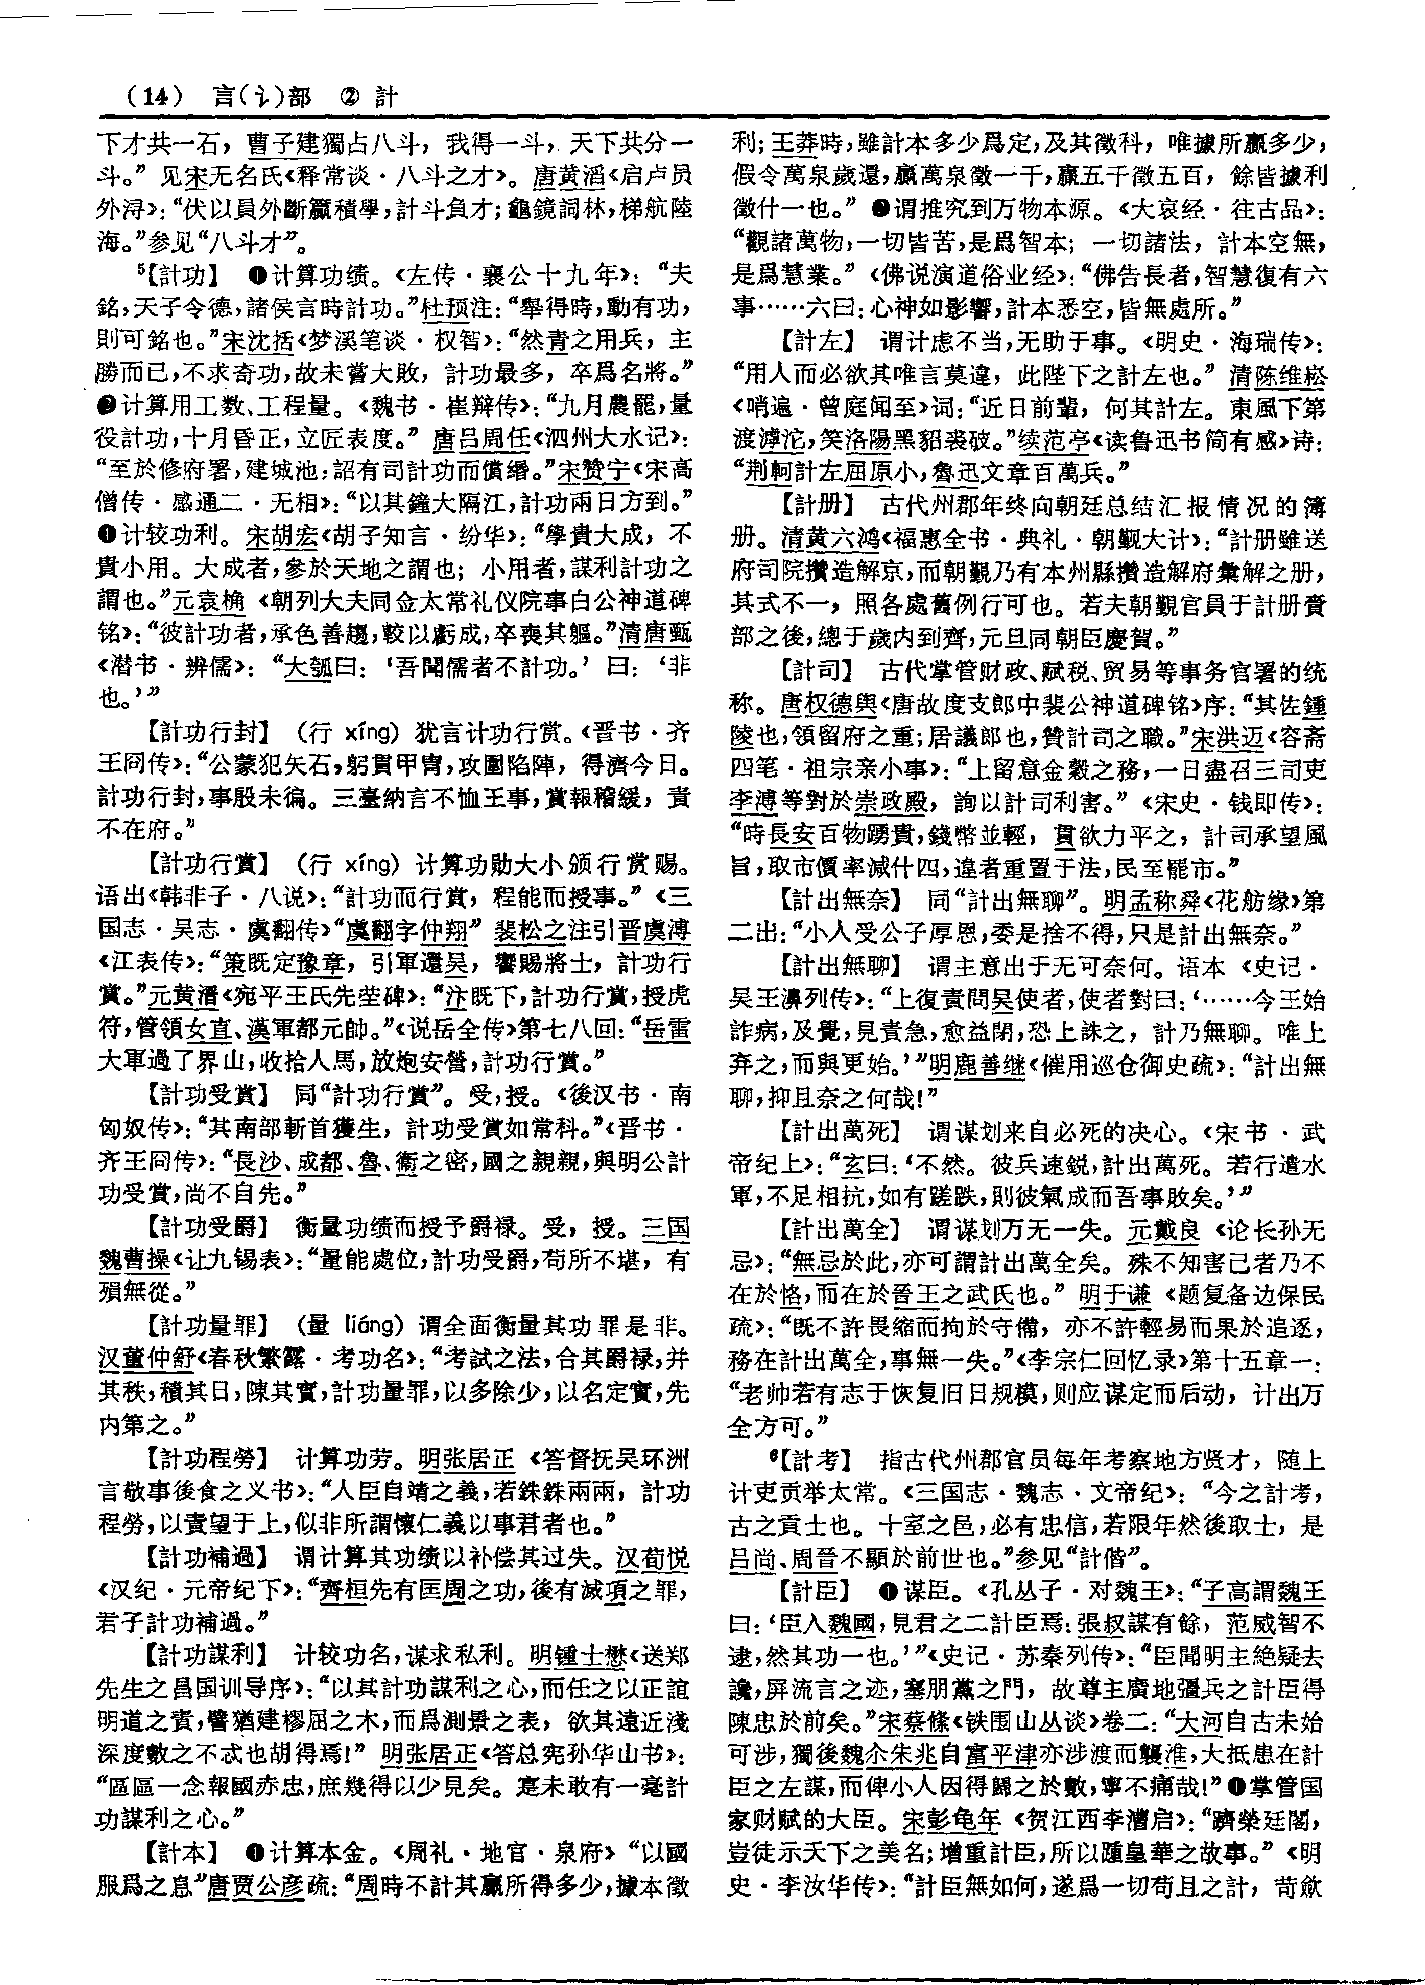 (14) 言(讠)部 ② 計
下才共一石，曹子建獨占八斗，我得一斗，天下共分一
斗。”见宋无名氏《释常谈·八斗之才》。唐黄滔《启卢员
外浔》：“伏以員外斷籯積學，計斗負才；龜鏡詞林，梯航陸
海。”参见“八斗才”。
⁵【計功】 ❶计算功绩。《左传·襄公十九年》：“夫
銘，天子令德，諸侯言時計功。”杜预注：“舉得時，動有功，
則可銘也。”宋沈括《梦溪笔谈·权智》：“然青之用兵，主
勝而已，不求奇功，故未嘗大敗，計功最多，卒爲名將。”
❷计算用工数、工程量。《魏书·崔辩传》：“九月農罷，量
役計功，十月昏正，立匠表度。”唐吕周任《泗州大水记》：
“至於修府署，建城池；詔有司計功而償緡。”宋赞宁《宋高
僧传·感通二·无相》：“以其鐘大隔江，計功兩日方到。”
❸计较功利。宋胡宏《胡子知言·纷华》：“學貴大成，不
貴小用。大成者，參於天地之謂也；小用者，謀利計功之
謂也。”元袁桷《朝列大夫同佥太常礼仪院事白公神道碑
铭》：“彼計功者，承色善趨，較以虧成，卒喪其軀。”清唐甄
《潜书·辨儒》：“大瓠曰：‘吾聞儒者不計功。’曰：‘非
也。’”
【計功行封】 （行 xíng）犹言计功行赏。《晋书·齐
王冏传》：“公蒙犯矢石，躬貫甲冑，攻圍陷陣，得濟今日。
計功行封，事殷未徧。三臺納言不恤王事，賞報稽緩，責
不在府。”
【計功行賞】 （行 xíng）计算功勋大小颁行赏赐。
语出《韩非子·八说》：“計功而行賞，程能而授事。”《三
国志·吴志·虞翻传》“虞翻字仲翔”裴松之注引晋虞溥
《江表传》：“策既定豫章，引軍還吴，饗賜將士，計功行
賞。”元黄溍《宛平王氏先茔碑》：“汴既下，計功行賞，授虎
符，管領女直、漢軍都元帥。”《说岳全传》第七八回：“岳雷
大軍過了界山，收拾人馬，放炮安營，計功行賞。”
【計功受賞】 同“計功行賞”。受，授。《後汉书·南
匈奴传》：“其南部斬首獲生，計功受賞如常科。”《晋书·
齐王冏传》：“長沙、成都、魯、衞之密，國之親親，與明公計
功受賞，尚不自先。”
【計功受爵】 衡量功绩而授予爵禄。受，授。三国
魏曹操《让九锡表》：“量能處位，計功受爵，苟所不堪，有
殞無從。”
【計功量罪】 （量 liáng）谓全面衡量其功罪是非。
汉董仲舒《春秋繁露·考功名》：“考試之法，合其爵禄，并
其秩，積其日，陳其實，計功量罪，以多除少，以名定實，先
内第之。”
【計功程勞】 计算功劳。明张居正《答督抚吴环洲
言敬事後食之义书》：“人臣自靖之義，若銖銖兩兩，計功
程勞，以責望于上，似非所謂懷仁義以事君者也。”
【計功補過】 谓计算其功绩以补偿其过失。汉荀悦
《汉纪·元帝纪下》：“齊桓先有匡周之功，後有滅項之罪，
君子計功補過。”
【計功謀利】 计较功名，谋求私利。明锺士懋《送郑
先生之昌国训导序》：“以其計功謀利之心，而任之以正誼
明道之責，譬猶建樛屈之木，而爲測景之表，欲其遠近淺
深度數之不忒也胡得焉！”明张居正《答总宪孙华山书》：
“區區一念報國赤忠，庶幾得以少見矣。寔未敢有一毫計
功謀利之心。”
【計本】 ❶计算本金。《周礼·地官·泉府》“以國
服爲之息”唐贾公彦疏：“周時不計其贏所得多少，據本徵
利；王莽時，雖計本多少爲定，及其徵科，唯據所贏多少，
假令萬泉歲還，贏萬泉徵一千，贏五千徵五百，餘皆據利
徵什一也。”❷谓推究到万物本源。《大哀经·往古品》：
“觀諸萬物，一切皆苦，是爲智本；一切諸法，計本空無，
是爲慧業。”《佛说演道俗业经》：“佛告長者，智慧復有六
事……六曰：心神如影響，計本悉空，皆無處所。”
【計左】 谓计虑不当，无助于事。《明史·海瑞传》：
“用人而必欲其唯言莫違，此陛下之計左也。”清陈维崧
《哨遍·曾庭闻至》词：“近日前輩，何其計左。東風下第
渡滹沱，笑洛陽黑貂裘破。”续范亭《读鲁迅书简有感》诗：
“荆軻計左屈原小，魯迅文章百萬兵。”
【計册】 古代州郡年终向朝廷总结汇报情况的簿
册。清黄六鸿《福惠全书·典礼·朝觐大计》：“計册雖送
府司院攢造解京，而朝覲乃有本州縣攢造解府彙解之册，
其式不一，照各處舊例行可也。若夫朝覲官員于計册賫
部之後，總于歲内到齊，元旦同朝臣慶賀。”
【計司】 古代掌管财政、赋税、贸易等事务官署的统
称。唐权德舆《唐故度支郎中裴公神道碑铭》序：“其佐鍾
陵也，領留府之重；居議郎也，贊計司之職。”宋洪迈《容斋
四笔·祖宗亲小事》：“上留意金穀之務，一日盡召三司吏
李溥等對於崇政殿，詢以計司利害。”《宋史·钱即传》：
“時長安百物踴貴，錢幣並輕，貫欲力平之，計司承望風
旨，取市價率減什四，違者重置于法，民至罷市。”
【計出無奈】 同“計出無聊”。明孟称舜《花舫缘》第
二出：“小人受公子厚恩，委是捨不得，只是計出無奈。”
【計出無聊】 谓主意出于无可奈何。语本《史记·
吴王濞列传》：“上復責問吴使者，使者對曰：‘……今王始
詐病，及覺，見責急，愈益閉，恐上誅之，計乃無聊。唯上
弃之，而與更始。’”明鹿善继《催用巡仓御史疏》：“計出無
聊，抑且奈之何哉！”
【計出萬死】 谓谋划来自必死的决心。《宋书·武
帝纪上》：“玄曰：‘不然。彼兵速鋭，計出萬死。若行遣水
軍，不足相抗，如有蹉跌，則彼氣成而吾事敗矣。’”
【計出萬全】 谓谋划万无一失。元戴良《论长孙无
忌》：“無忌於此，亦可謂計出萬全矣。殊不知害己者乃不
在於恪，而在於晉王之武氏也。”明于谦《题复备边保民
疏》：“既不許畏縮而拘於守備，亦不許輕易而果於追逐，
務在計出萬全，事無一失。”《李宗仁回忆录》第十五章一：
“老帅若有志于恢复旧日规模，则应谋定而后动，计出万
全方可。”
⁶【計考】 指古代州郡官员每年考察地方贤才，随上
计吏贡举太常。《三国志·魏志·文帝纪》：“今之計考，
古之貢士也。十室之邑，必有忠信，若限年然後取士，是
吕尚、周晉不顯於前世也。”参见“計偕”。
【計臣】 ❶谋臣。《孔丛子·对魏王》：“子高謂魏王
曰：‘臣入魏國，見君之二計臣焉：張叔謀有餘，范威智不
逮，然其功一也。’”《史记·苏秦列传》：“臣聞明主絶疑去
讒，屏流言之迹，塞朋黨之門，故尊主廣地彊兵之計臣得
陳忠於前矣。”宋蔡絛《铁围山丛谈》卷二：“大河自古未始
可涉，獨後魏尒朱兆自富平津亦涉渡而襲淮，大抵患在計
臣之左謀，而俾小人因得歸之於數，寧不痛哉！”❷掌管国
家财赋的大臣。宋彭龟年《贺江西李漕启》：“躋榮廷閣，
豈徒示天下之美名；增重計臣，所以踵皇華之故事。”《明
史·李汝华传》：“計臣無如何，遂爲一切苟且之計，苛斂